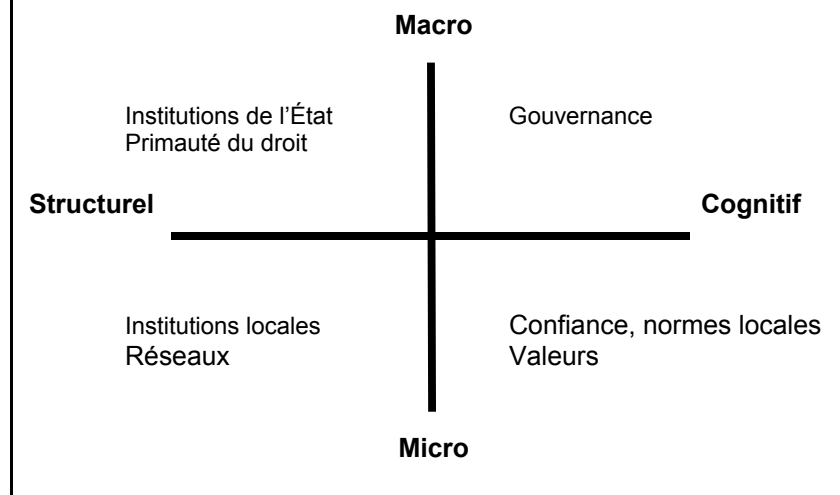 Macro
Institutions de l’État
Primauté du droit
Gouvernance
Structurel
Cognitif
Institutions locales
Réseaux
Confiance, normes locales
Valeurs
Micro